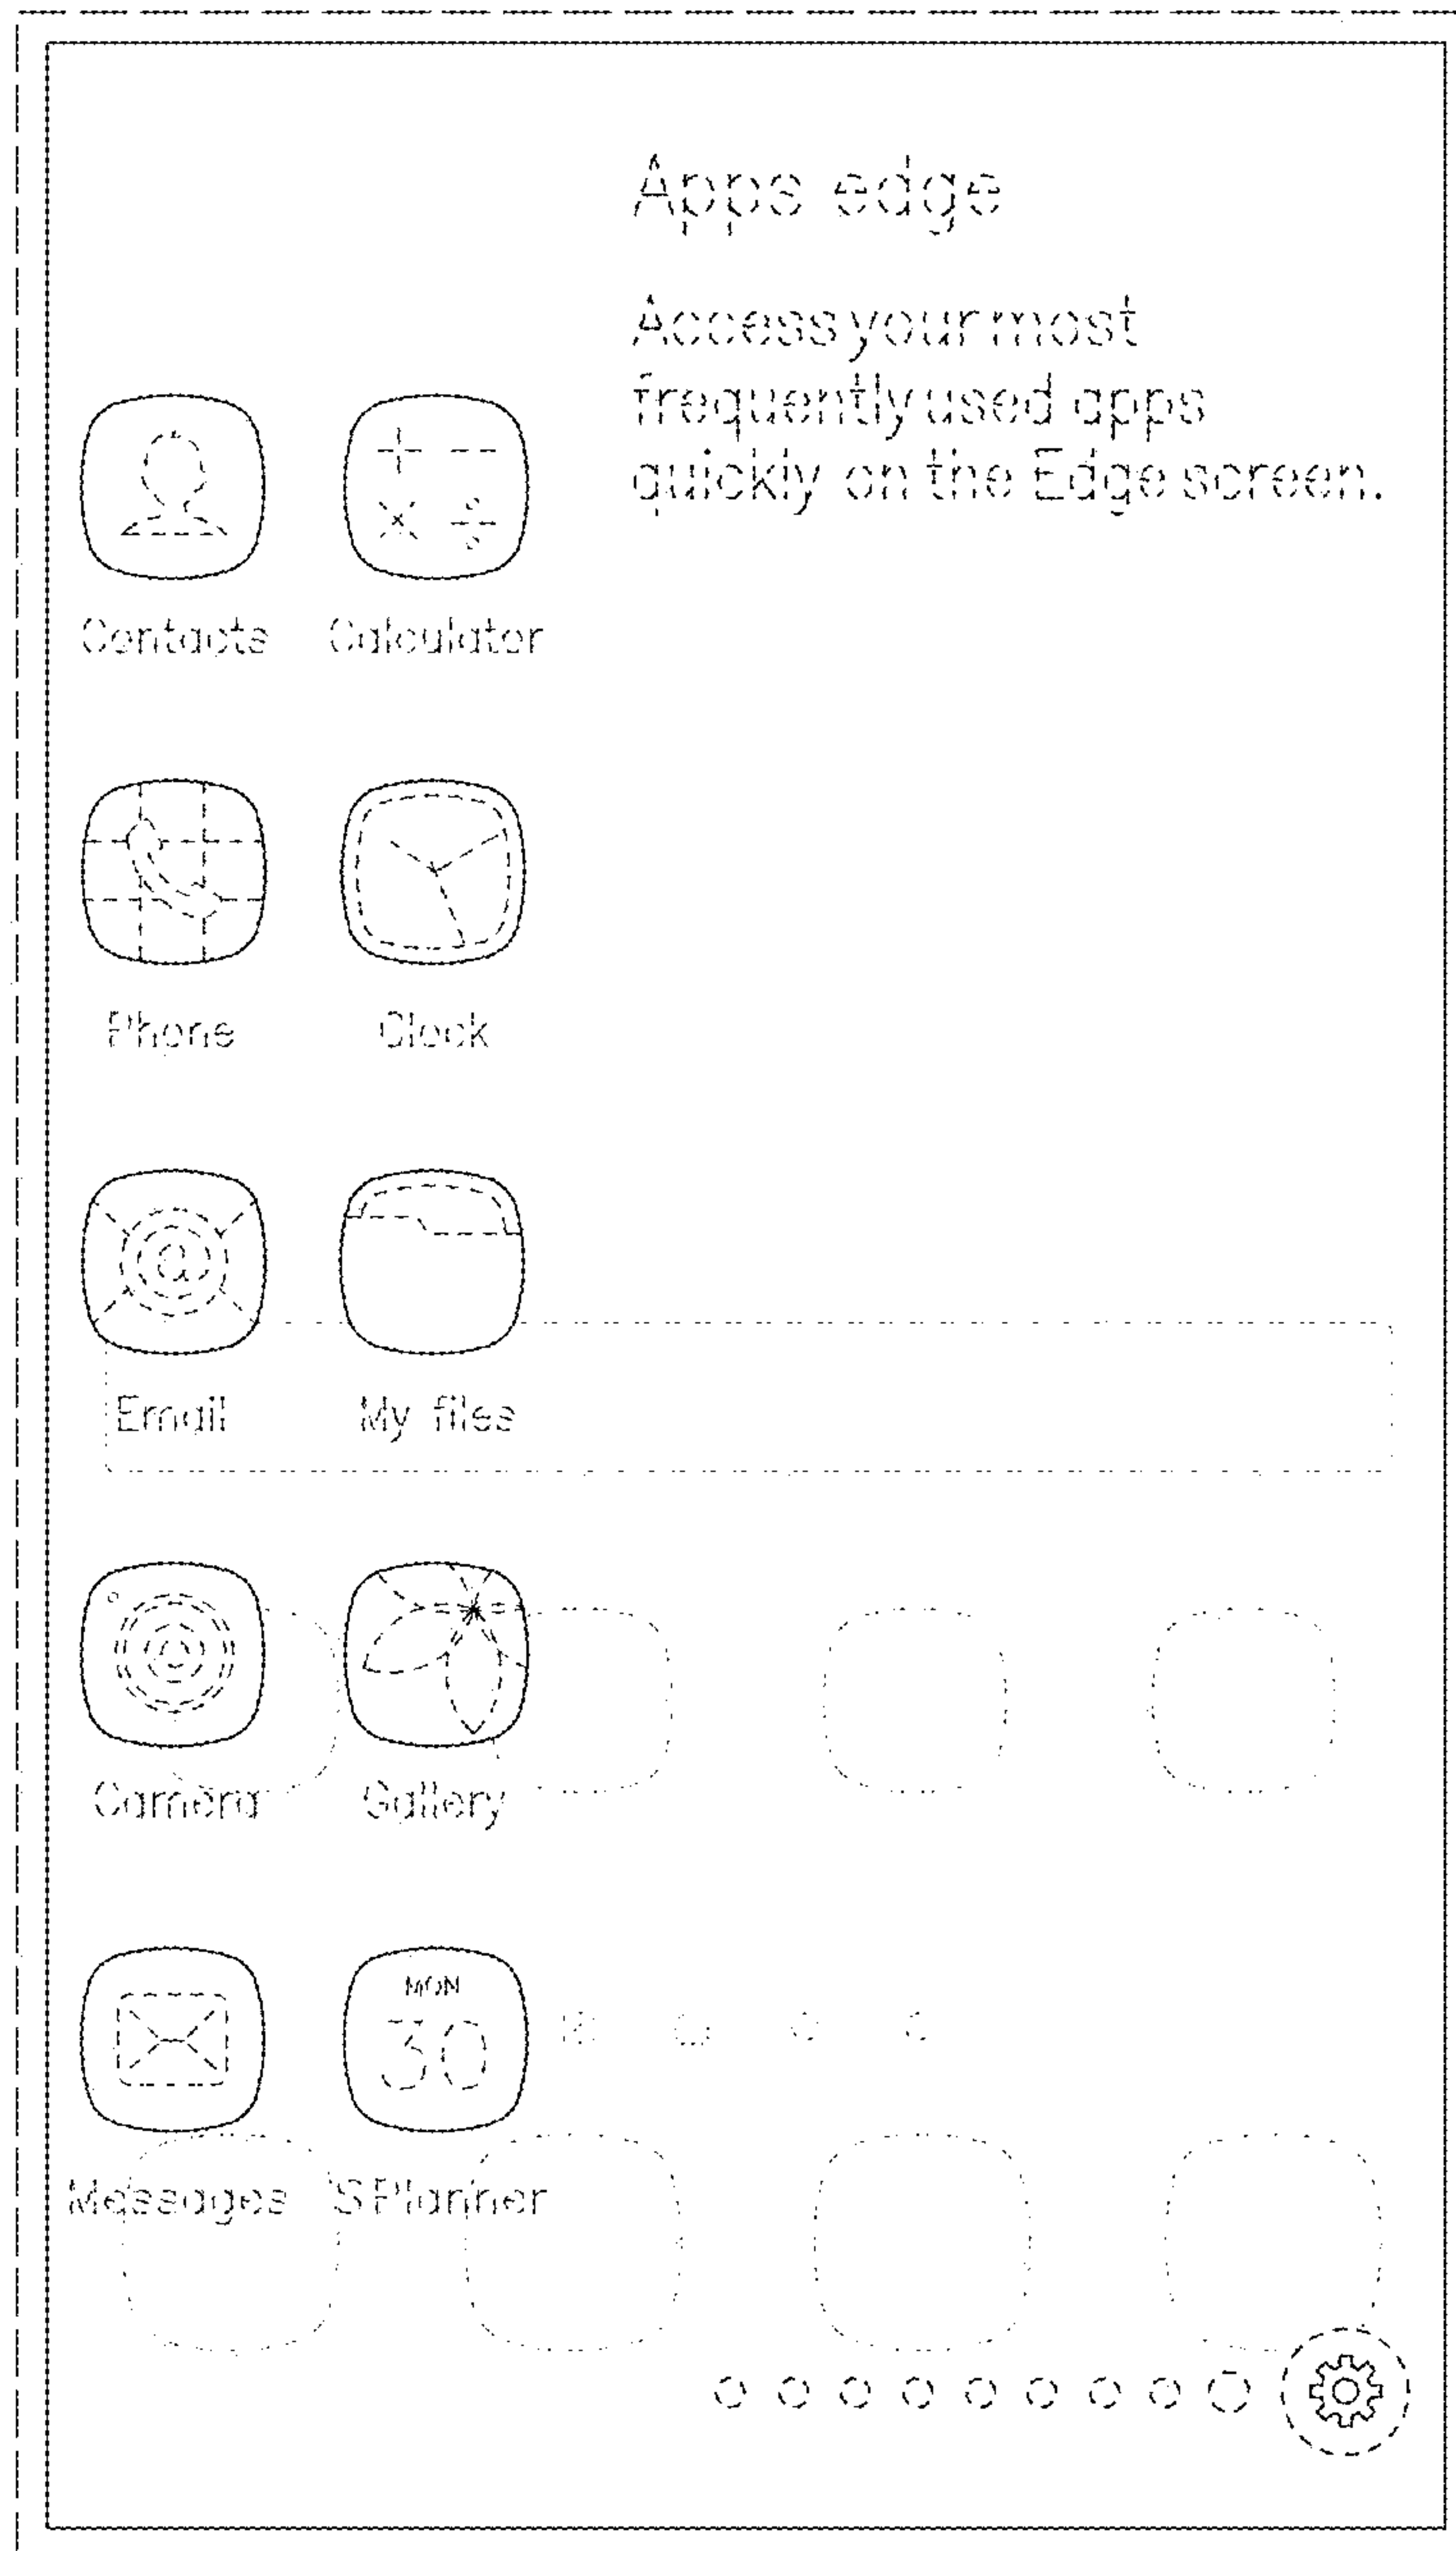 Apps edge
Access your most
frequently used apps
quickly on the Edge screen.
Contacts Calculator
Phone Clock
@
Email My files
Camera Gallery
MON
30
Messages S Planner